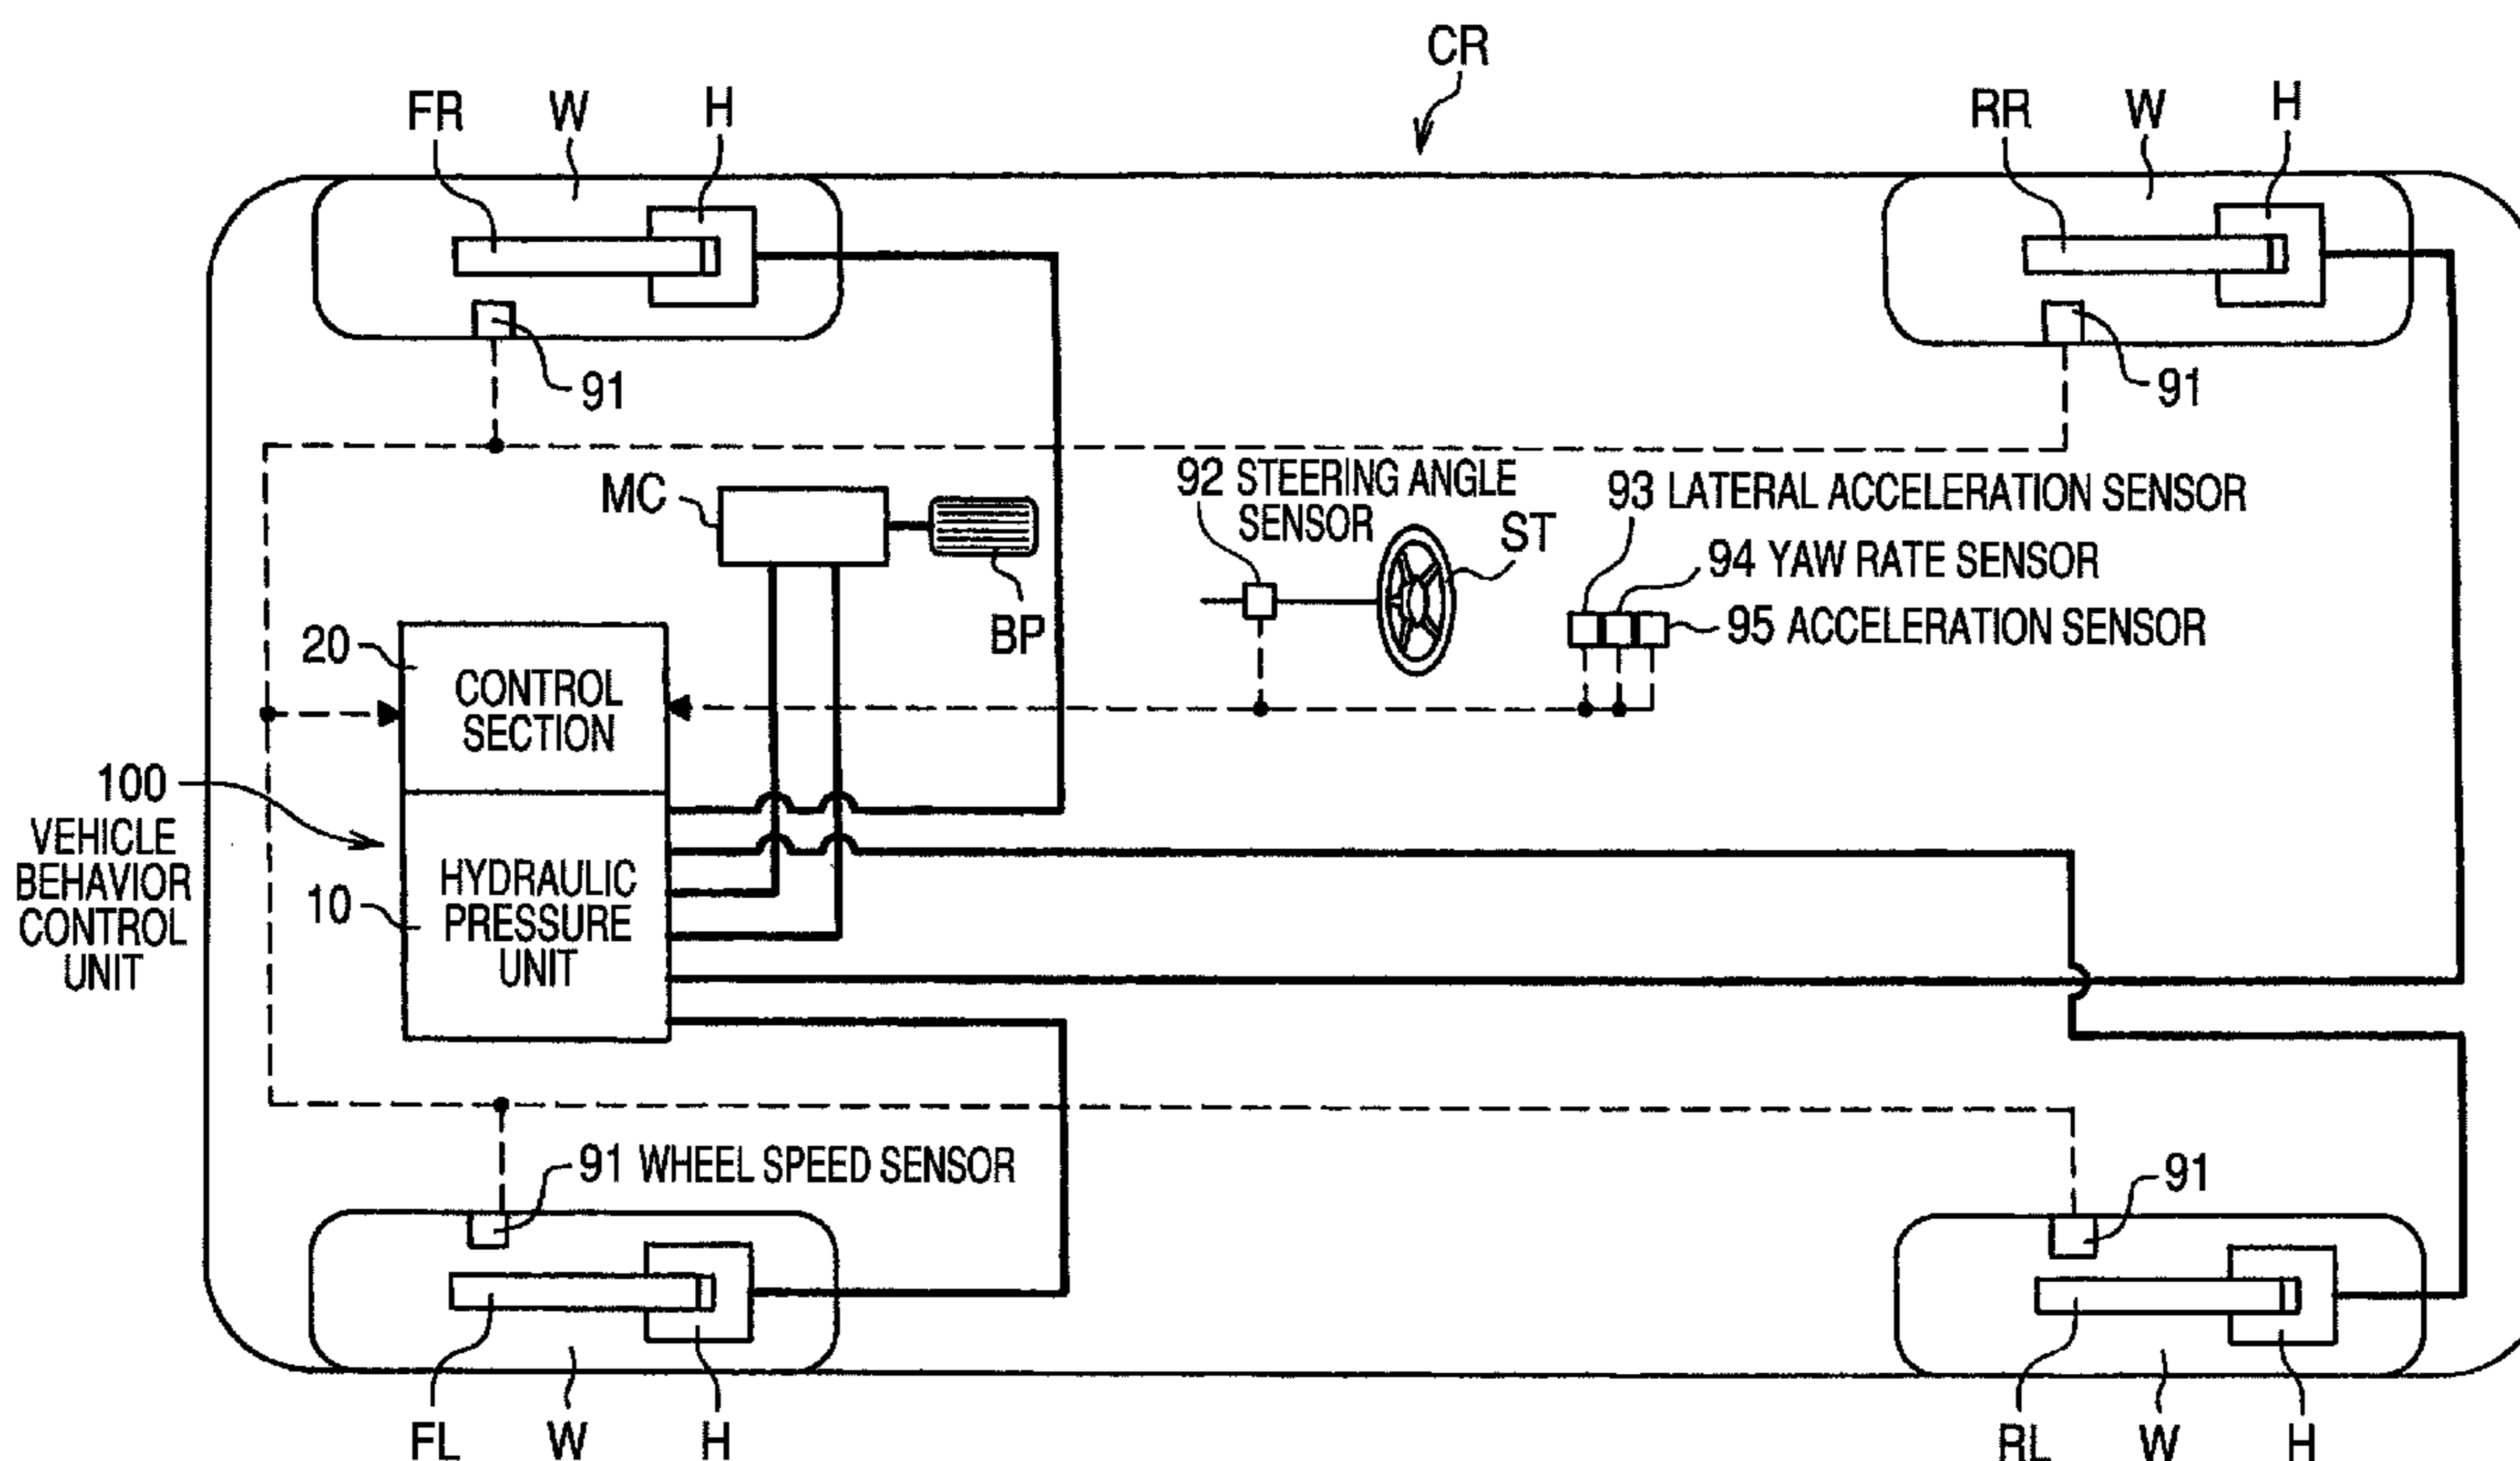 CR
FR W H
RR W H
91
91
92 STEERING ANGLE
SENSOR
93 LATERAL ACCELERATION SENSOR
MC
ST
94 YAW RATE SENSOR
BP
95 ACCELERATION SENSOR
20
CONTROL
SECTION
100
VEHICLE
BEHAVIOR
CONTROL
UNIT
10
HYDRAULIC
PRESSURE
UNIT
91 WHEEL SPEED SENSOR
91
FL W H
RL W H